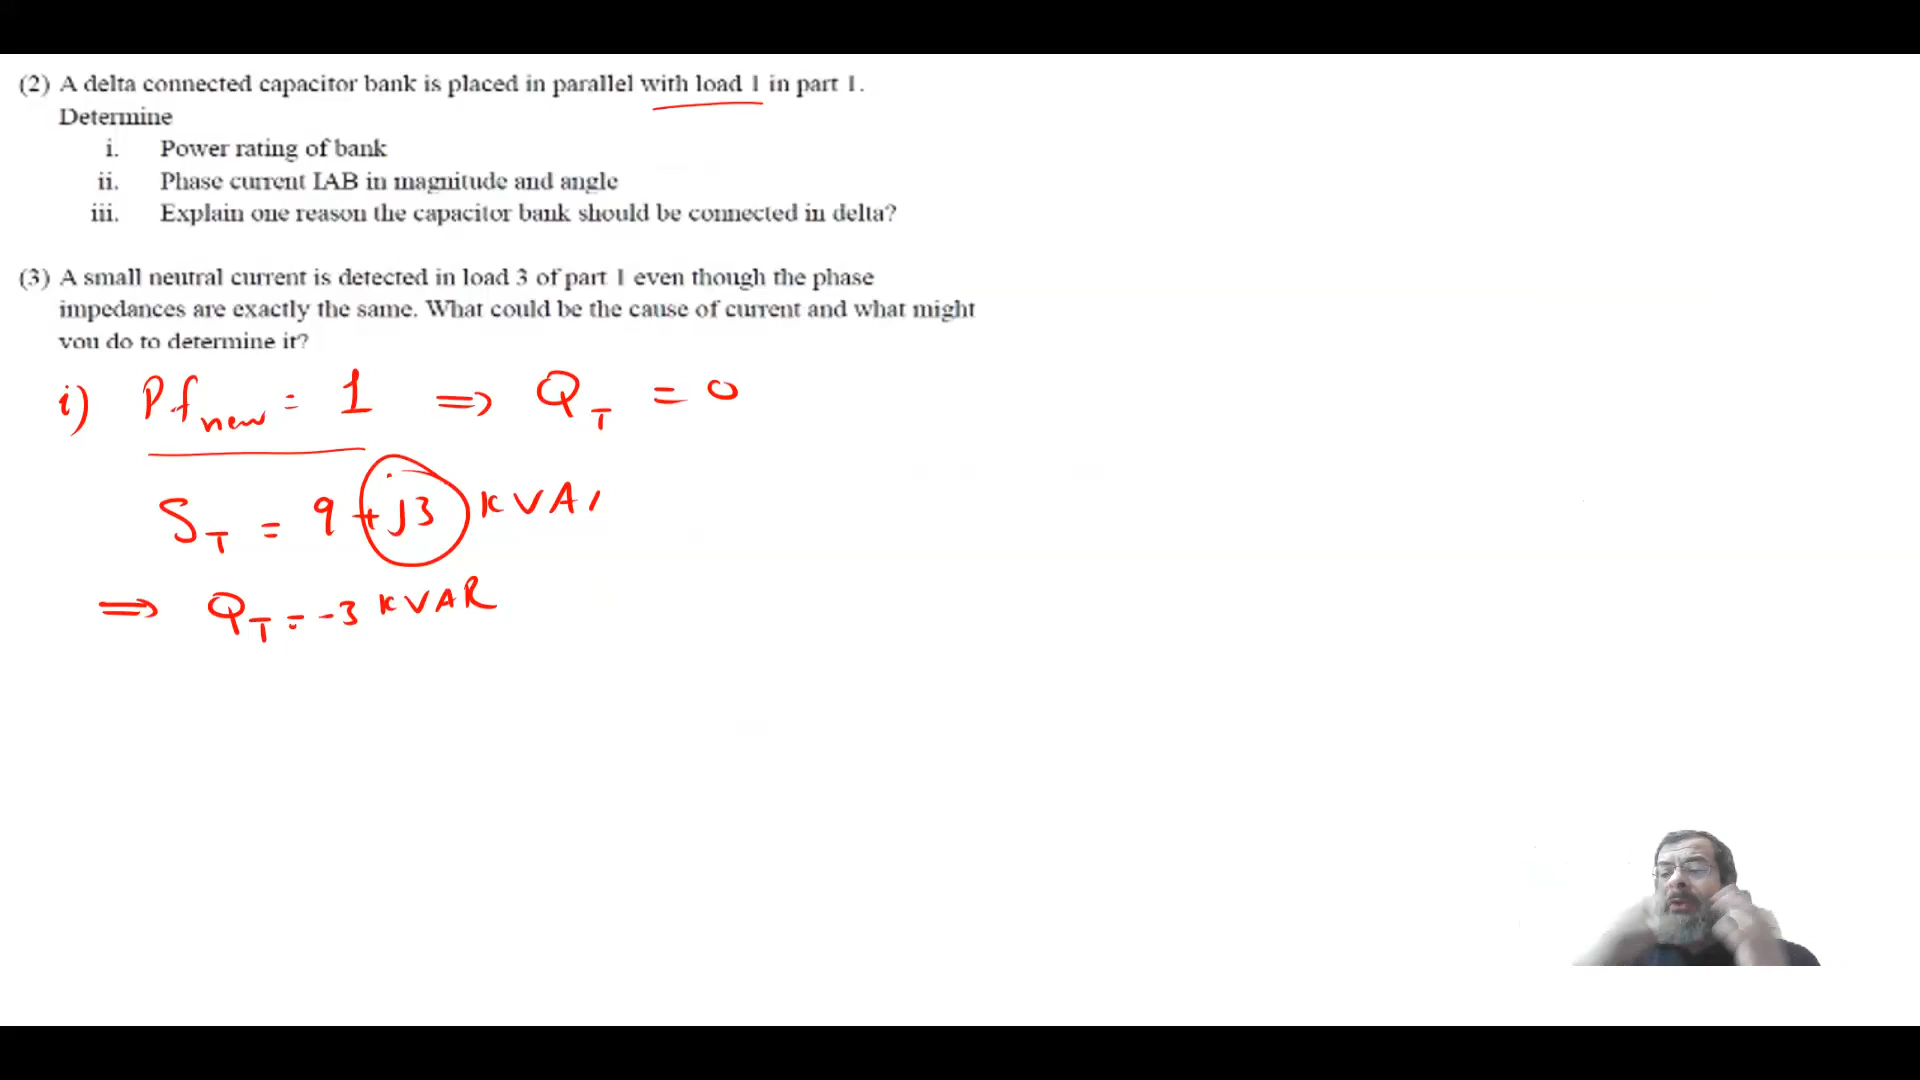 (2) A delta connected capacitor bank is placed in parallel with load 1 in part 1.
Determine
i. Power rating of bank
ii. Phase current IAB in magnitude and angle
iii. Explain one reason the capacitor bank should be connected in delta?
(3) A small neutral current is detected in load 3 of part 1 even though the phase
impedances are exactly the same. What could be the cause of current and what might
you do to determine it?
i) P.f new = 1 ⇒ Q_T = 0
S_T = 9 + j3 KVA
⇒ Q_T = -3 KVAR